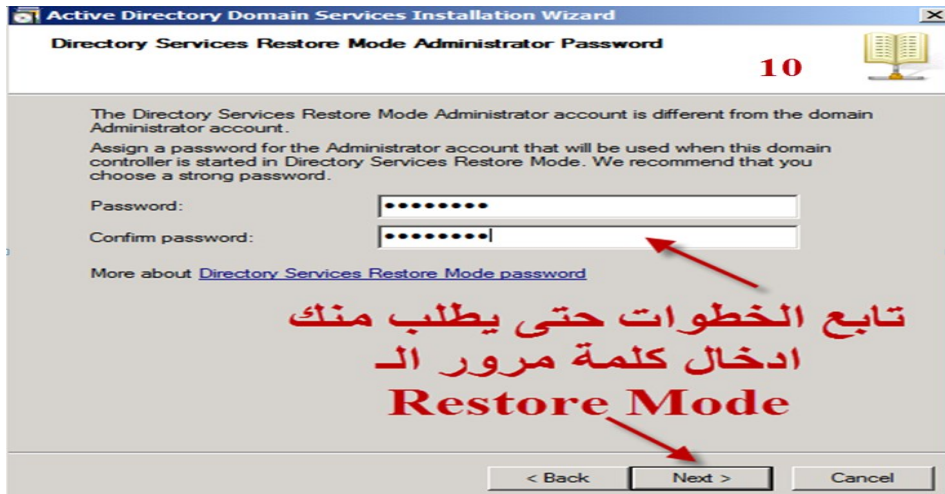 Active Directory Domain Services Installation Wizard
Directory Services Restore Mode Administrator Password
10
The Directory Services Restore Mode Administrator account is different from the domain
Administrator account.
Assign a password for the Administrator account that will be used when this domain
controller is started in Directory Services Restore Mode. We recommend that you
choose a strong password.
Password: ••••••••
Confirm password: ••••••••
More about Directory Services Restore Mode password
تابع الخطوات حتى يطلب منك
ادخال كلمة مرور الـ
Restore Mode
< Back Next > Cancel